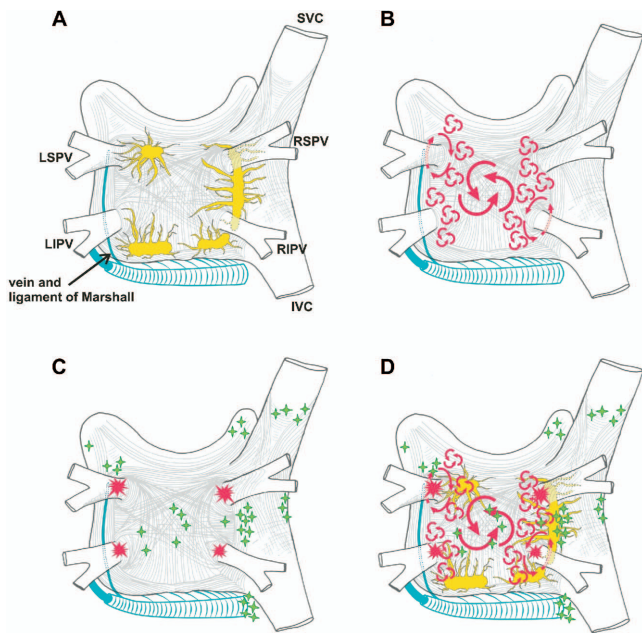 A
SVC
B
LSPV
RSPV
LIPV
RIPV
vein and
ligament of Marshall
IVC
C
D